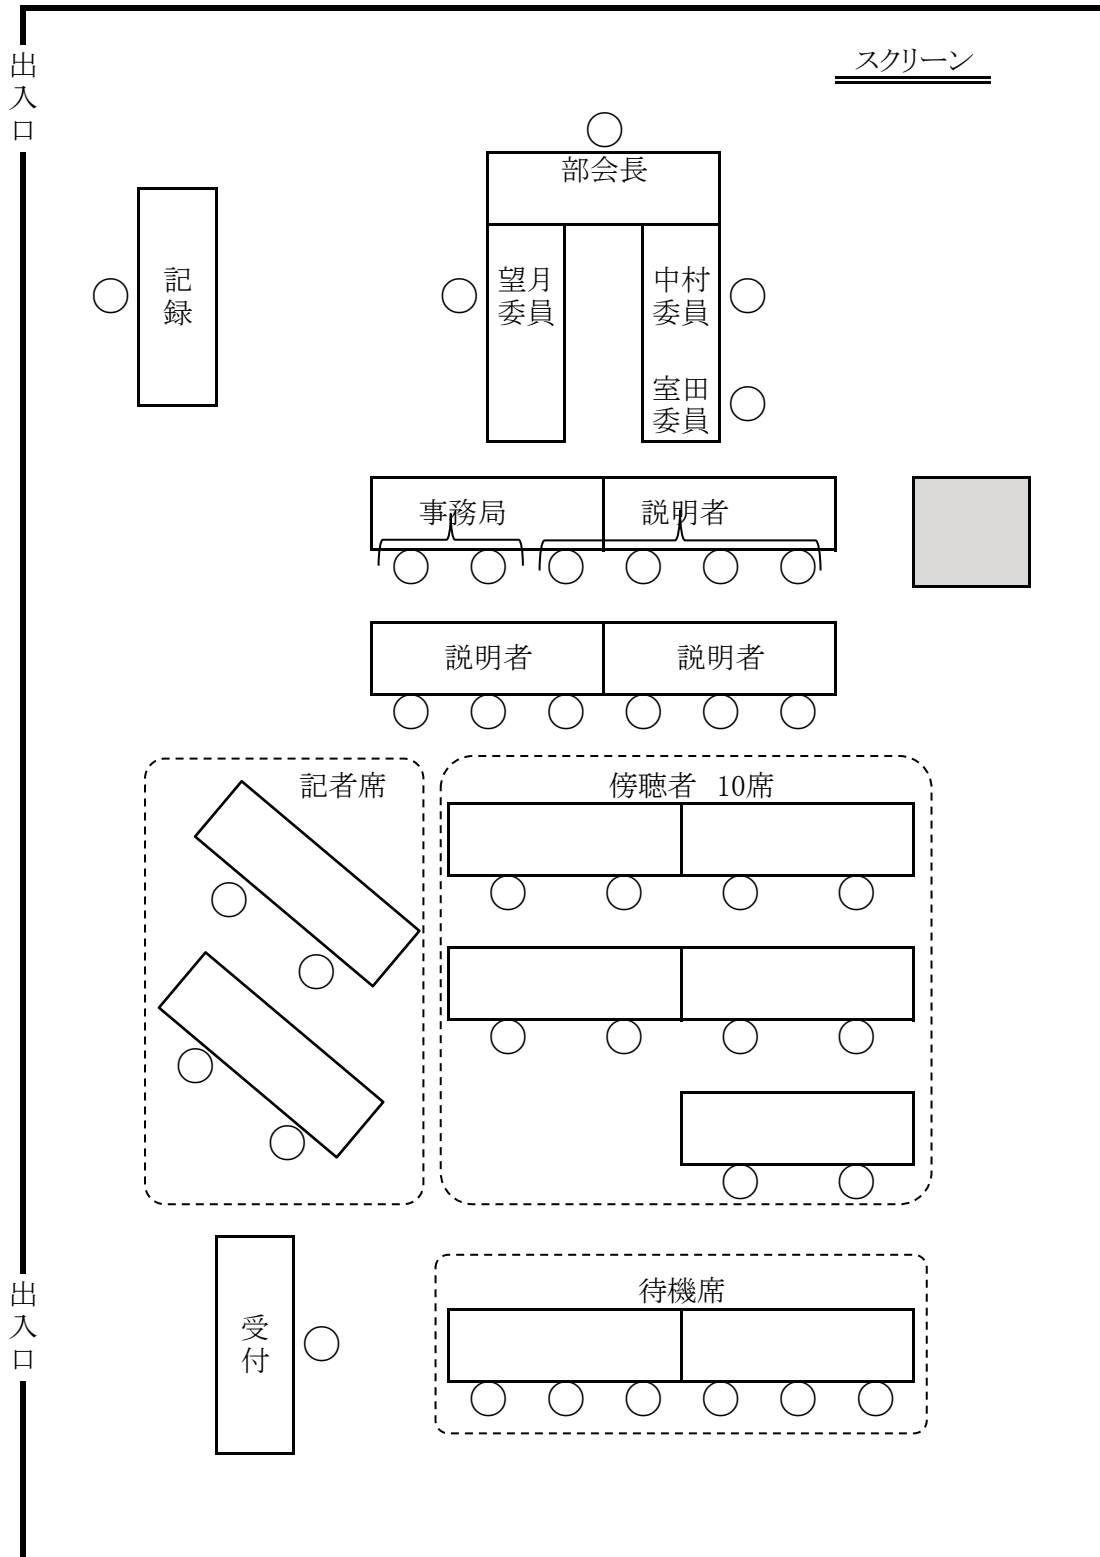 出入口
スクリーン
部会長
記録
望月
委員
中村
委員
室田
委員
事務局
説明者
説明者
説明者
記者席
傍聴者 10席
出入口
受付
待機席